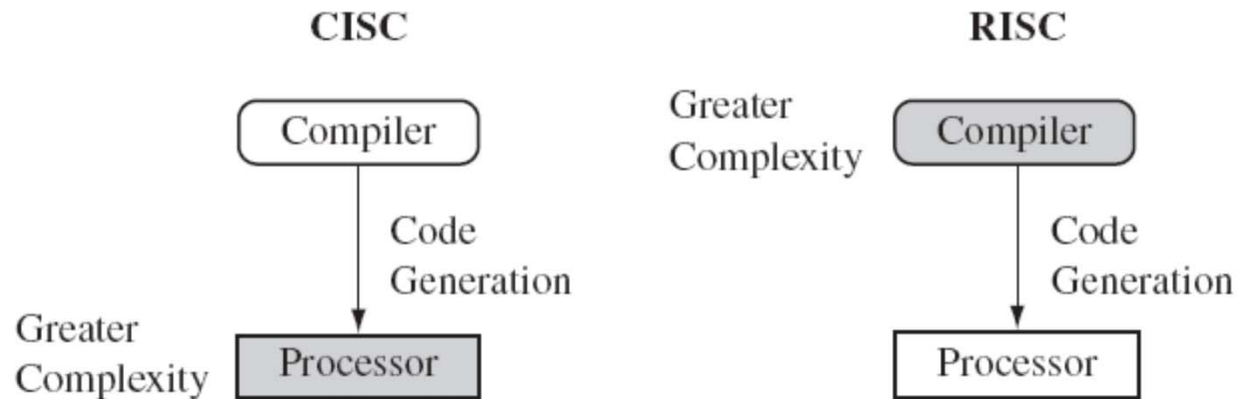 CISC
Compiler
Code
Generation
Greater
Complexity
Processor
RISC
Greater
Complexity
Compiler
Code
Generation
Processor